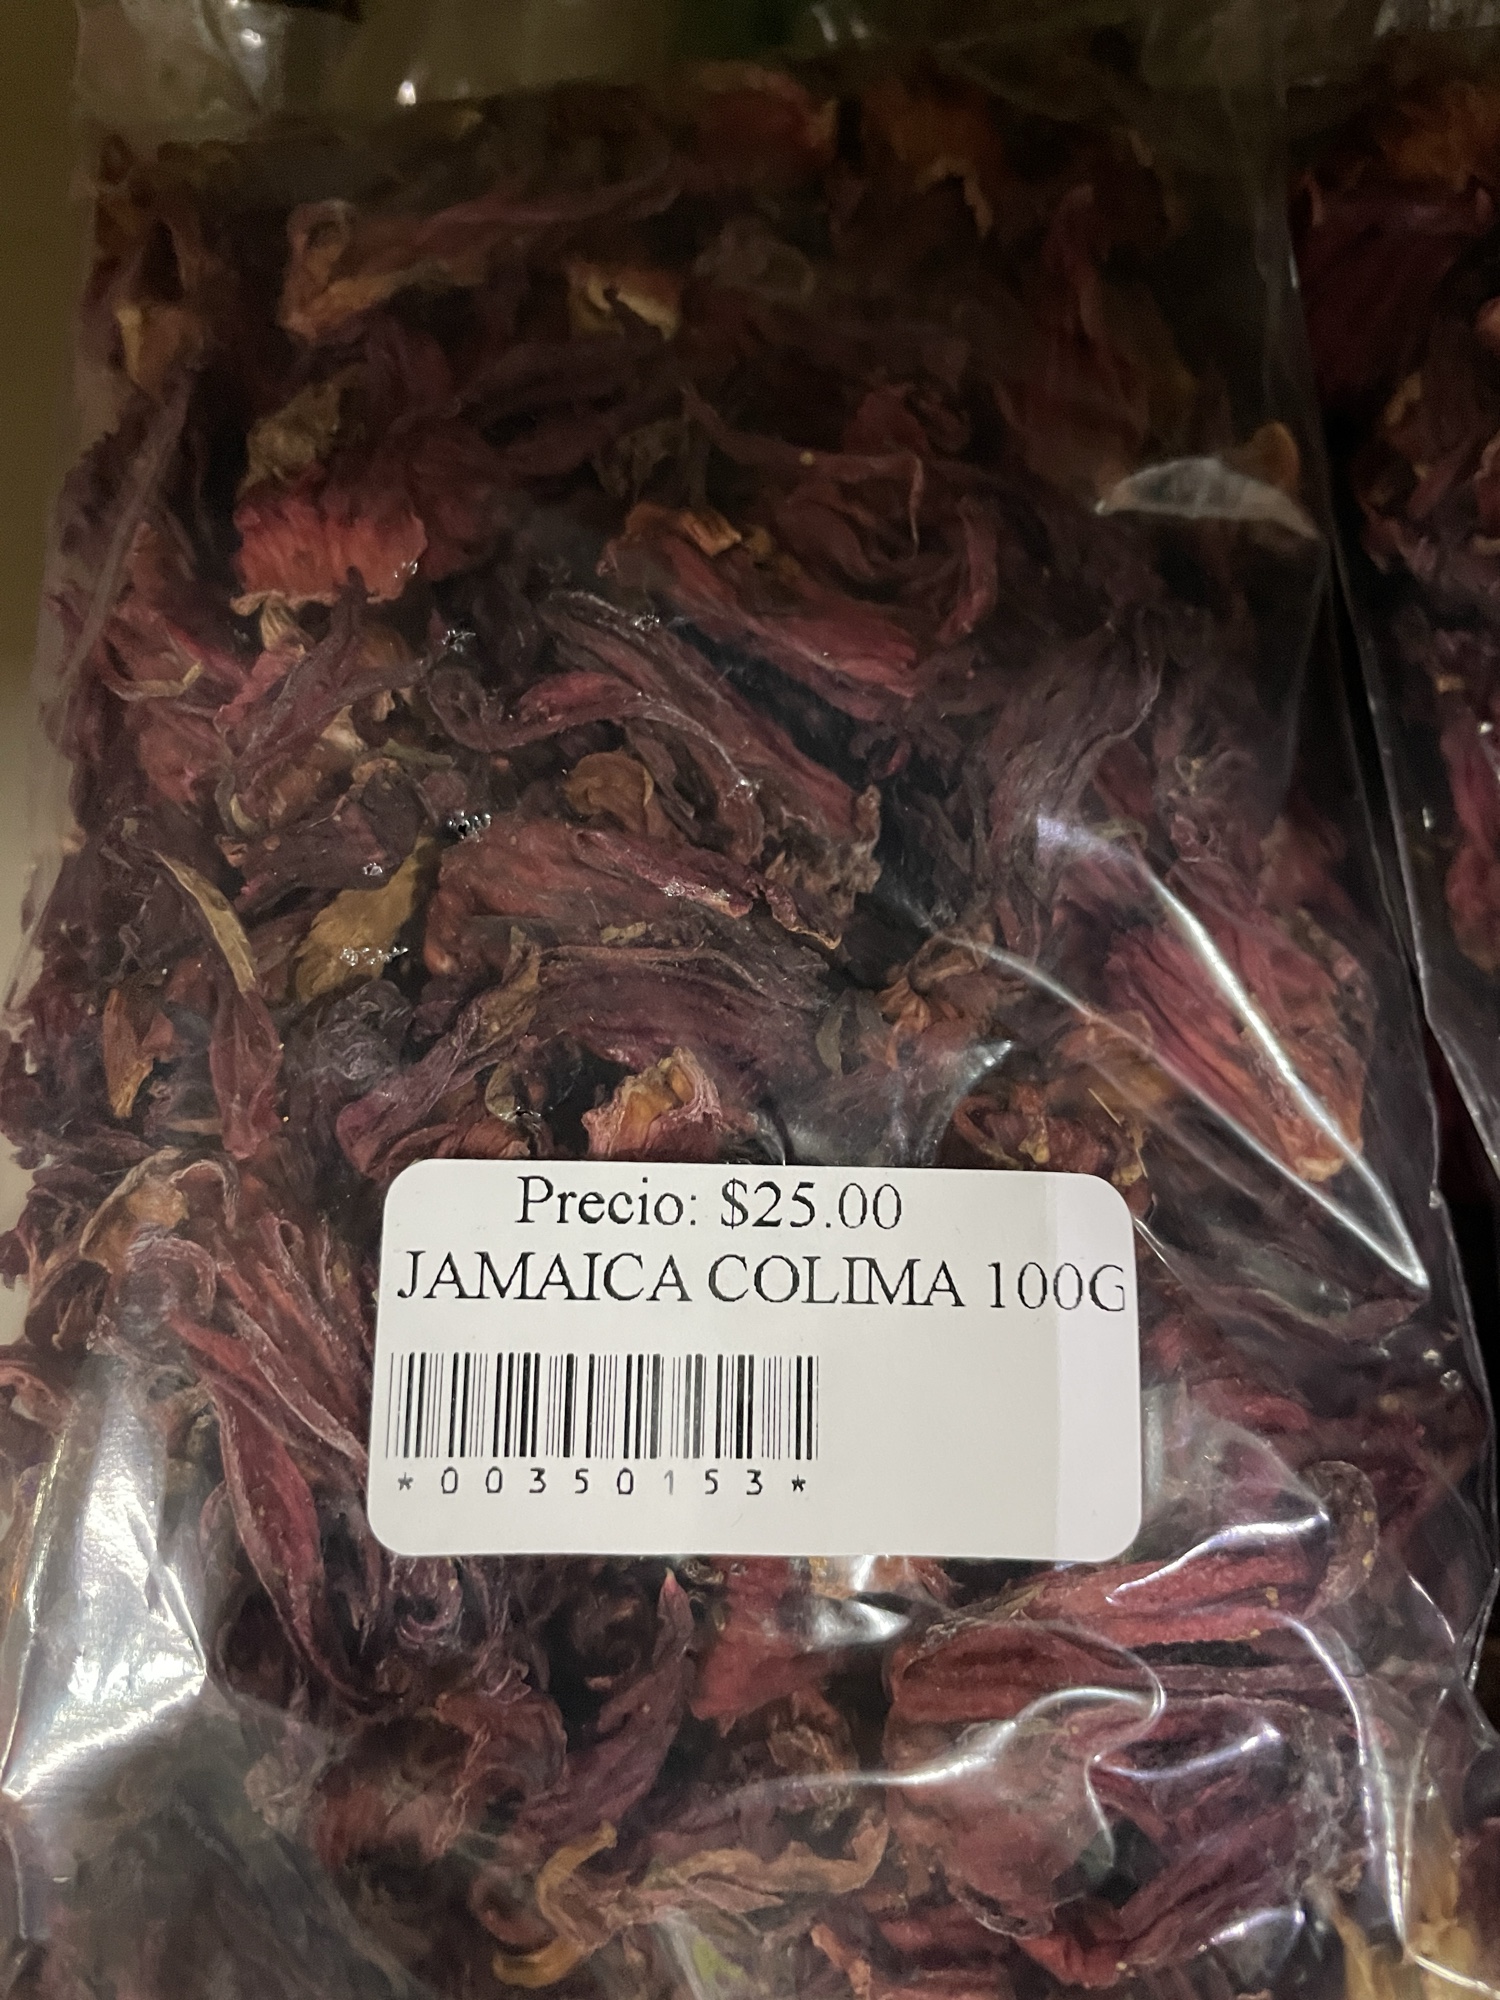 Precio: $25.00
JAMAICA COLIMA 100G
*00350153*